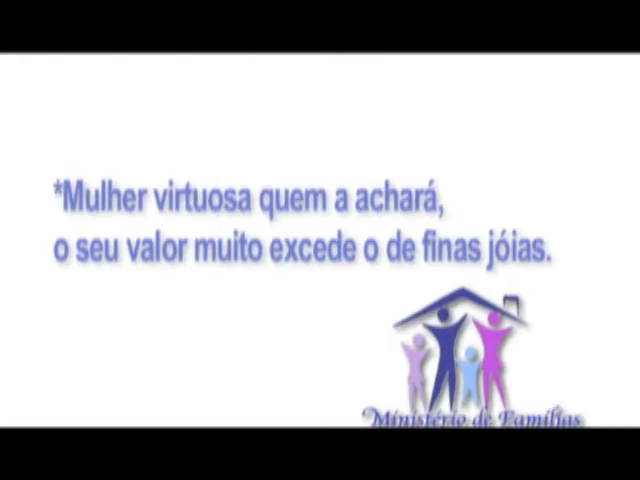 *Mulher virtuosa quem a achará,
o seu valor muito excede o de finas jóias.
Ministério de Famílias